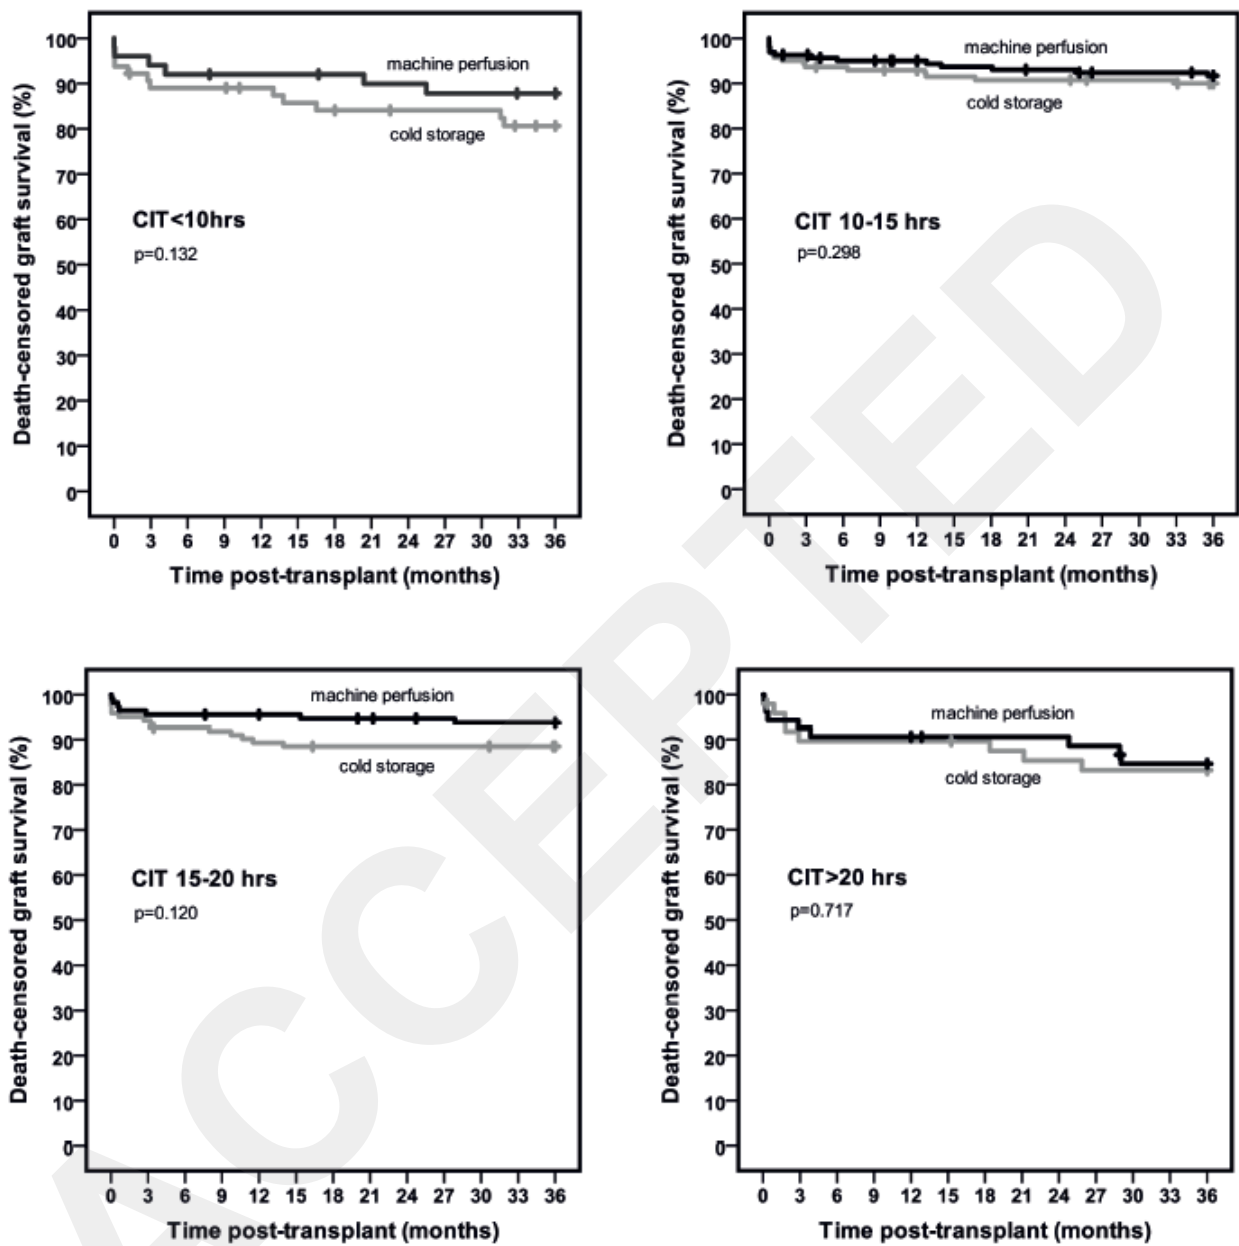 Death-censored graft survival (%)
100
90
80
70
60
50
40
30
20
10
0
machine perfusion
cold storage
CIT<10hrs
p=0.132
0 3 6 9 12 15 18 21 24 27 30 33 36
Time post-transplant (months)
Death-censored graft survival (%)
100
90
80
70
60
50
40
30
20
10
0
machine perfusion
cold storage
CIT 10-15 hrs
p=0.298
0 3 6 9 12 15 18 21 24 27 30 33 36
Time post-transplant (months)
Death-censored graft survival (%)
100
90
80
70
60
50
40
30
20
10
0
machine perfusion
cold storage
CIT 15-20 hrs
p=0.120
0 3 6 9 12 15 18 21 24 27 30 33 36
Time post-transplant (months)
Death-censored graft survival (%)
100
90
80
70
60
50
40
30
20
10
0
machine perfusion
cold storage
CIT>20 hrs
p=0.717
0 3 6 9 12 15 18 21 24 27 30 33 36
Time post-transplant (months)
ACCEPTED